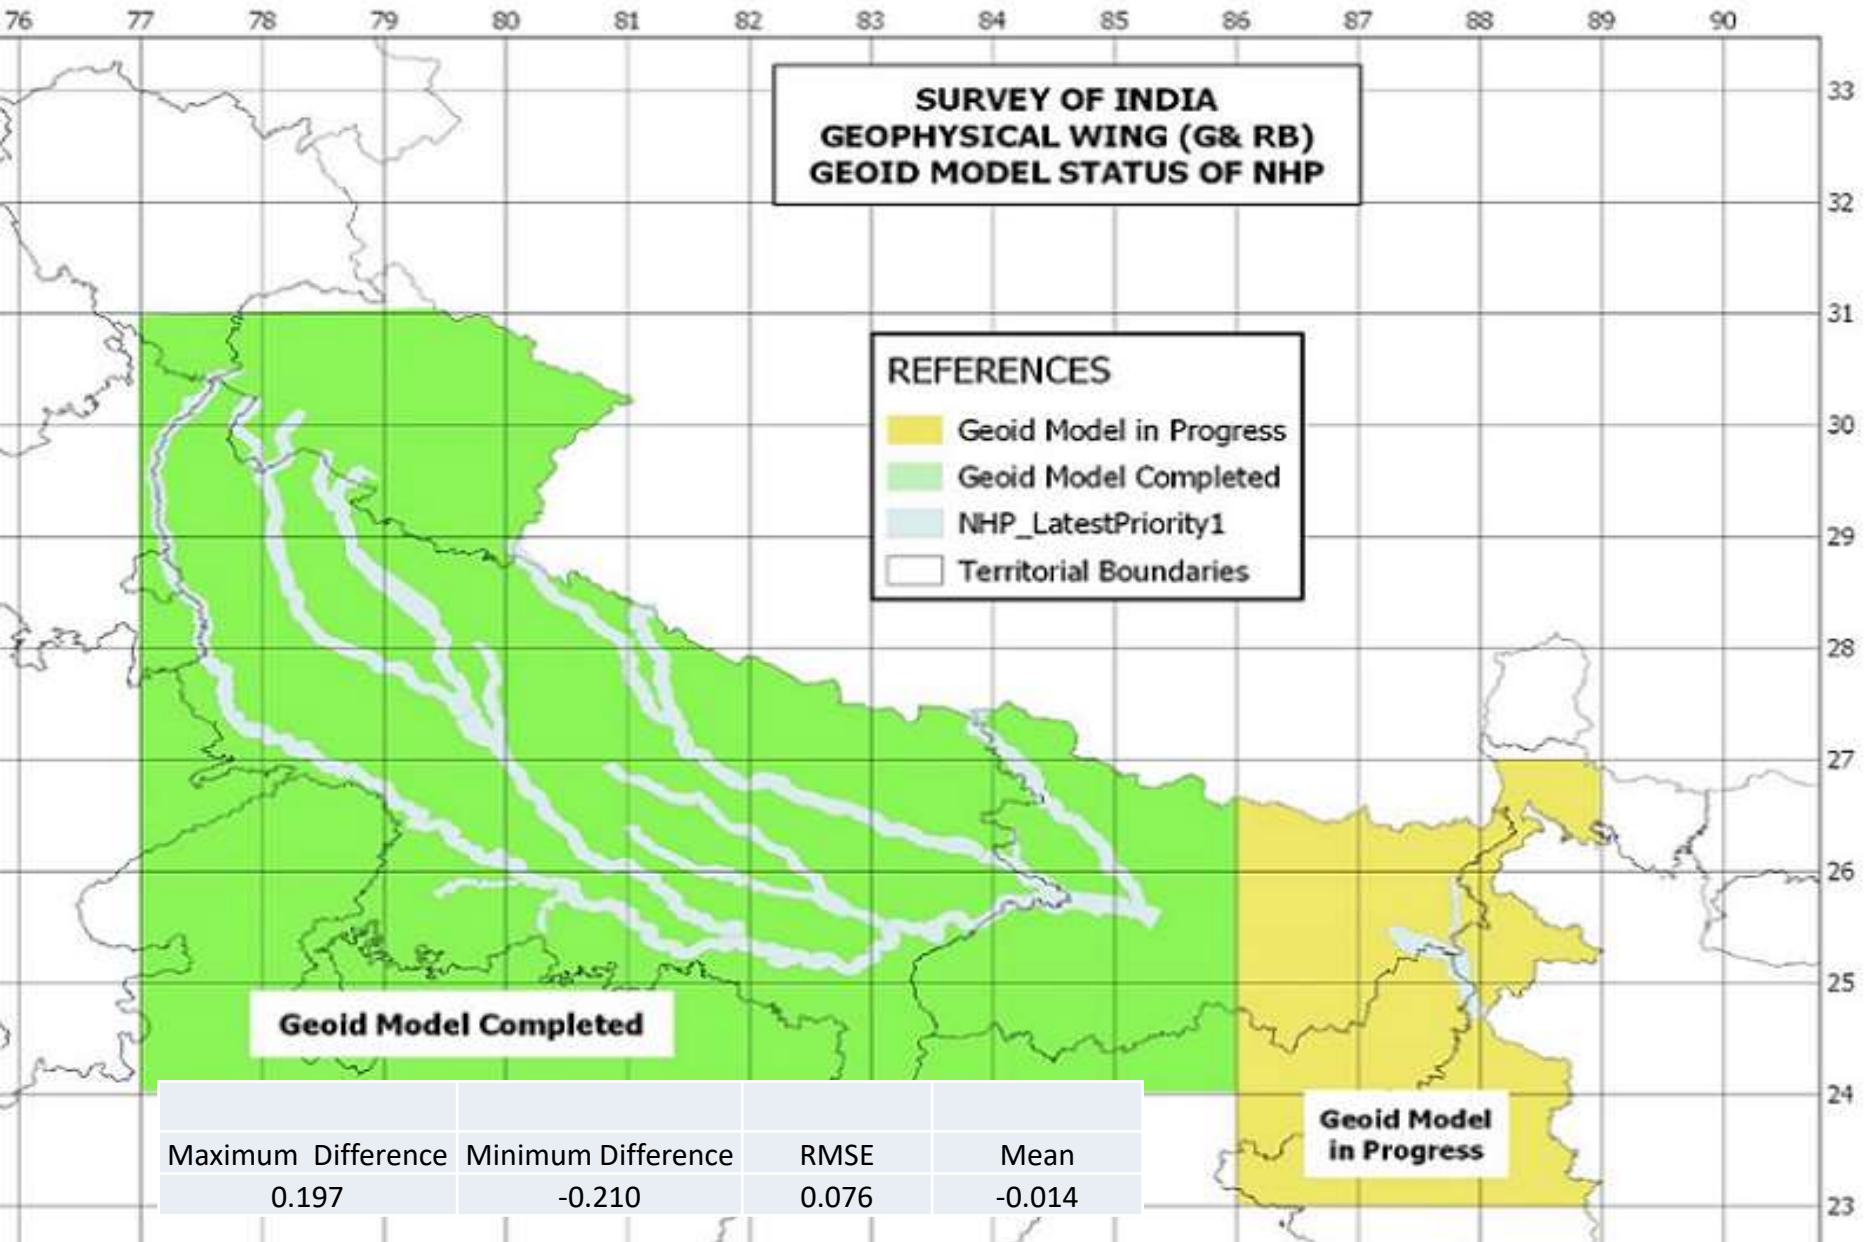 76 77 78 79 80 81 82 83 84 85 86 87 88 89 90
SURVEY OF INDIA
GEOPHYSICAL WING (G& RB)
GEOID MODEL STATUS OF NHP
33
32
31
30
29
28
27
26
25
24
23
REFERENCES
Geoid Model in Progress
Geoid Model Completed
NHP_LatestPriority1
Territorial Boundaries
Geoid Model Completed
Geoid Model
in Progress
Maximum Difference Minimum Difference RMSE Mean
0.197 -0.210 0.076 -0.014